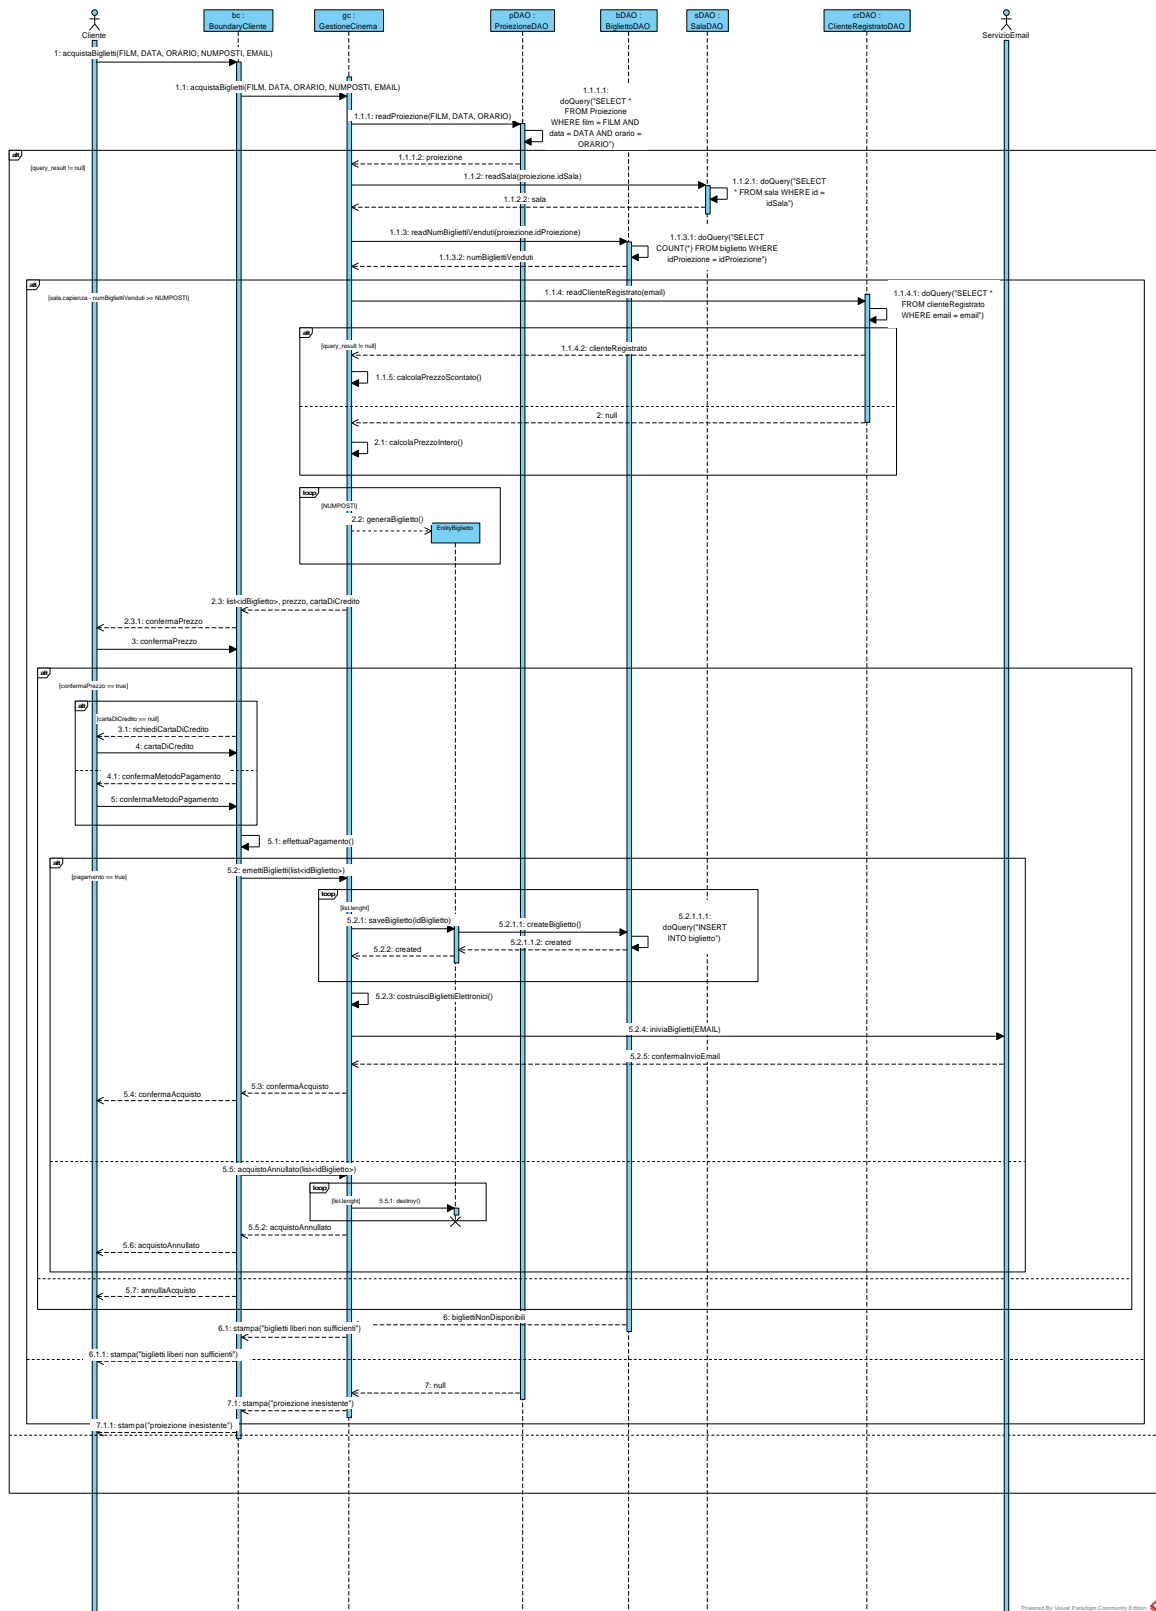 Cliente
bc :
BoundaryCliente
gc :
GestioneCinema
pDAO :
ProiezioneDAO
bDAO :
BigliettoDAO
sDAO :
SalaDAO
crDAO :
ClienteRegistratoDAO
ServizioEmail
1: acquistaBiglietti(FILM, DATA, ORARIO, NUMPOSTI, EMAIL)
1.1: acquistaBiglietti(FILM, DATA, ORARIO, NUMPOSTI, EMAIL)
1.1.1: readProiezione(FILM, DATA, ORARIO)
1.1.1.1:
doQuery("SELECT *
FROM Proiezione
WHERE film = FILM AND
data = DATA AND orario =
ORARIO")
alt
[query_result != null]
1.1.1.2: proiezione
1.1.2: readSala(proiezione.idSala)
1.1.2.1: doQuery("SELECT
* FROM sala WHERE id =
idSala")
1.1.2.2: sala
1.1.3: readNumBigliettiVenduti(proiezione.idProiezione)
1.1.3.1: doQuery("SELECT
COUNT(*) FROM biglietto WHERE
idProiezione = idProiezione")
1.1.3.2: numBigliettiVenduti
alt
[sala.capienza - numBigliettiVenduti >= NUMPOSTI]
1.1.4: readClienteRegistrato(email)
1.1.4.1: doQuery("SELECT *
FROM clienteRegistrato
WHERE email = email")
alt
[query_result != null]
1.1.4.2: clienteRegistrato
1.1.5: calcolaPrezzoScontato()
2: null
2.1: calcolaPrezzoIntero()
loop
[NUMPOSTI]
2.2: generaBiglietto()
EntityBiglietto
2.3: list<idBiglietto>, prezzo, cartaDiCredito
2.3.1: confermaPrezzo
3: confermaPrezzo
alt
[confermaPrezzo == true]
alt
[cartaDiCredito == null]
3.1: richiediCartaDiCredito
4: cartaDiCredito
4.1: confermaMetodoPagamento
5: confermaMetodoPagamento
5.1: effettuaPagamento()
alt
[pagamento == true]
5.2: emettiBiglietti(list<idBiglietto>)
loop
[list.lenght]
5.2.1: saveBiglietto(idBiglietto)
5.2.1.1: createBiglietto()
5.2.1.1.1:
doQuery("INSERT
INTO biglietto")
5.2.1.1.2: created
5.2.2: created
5.2.3: costruisciBigliettiElettronici()
5.2.4: iniviaBiglietti(EMAIL)
5.2.5: confermaInvioEmail
5.3: confermaAcquisto
5.4: confermaAcquisto
5.5: acquistoAnnullato(list<idBiglietto>)
loop
[list.lenght]
5.5.1: destroy()
5.5.2: acquistoAnnullato
5.6: acquistoAnnullato
5.7: annullaAcquisto
6: bigliettiNonDisponibili
6.1: stampa("biglietti liberi non sufficienti")
6.1.1: stampa("biglietti liberi non sufficienti")
7: null
7.1: stampa("proiezione inesistente")
7.1.1: stampa("proiezione inesistente")
Powered By Visual Paradigm Community Edition